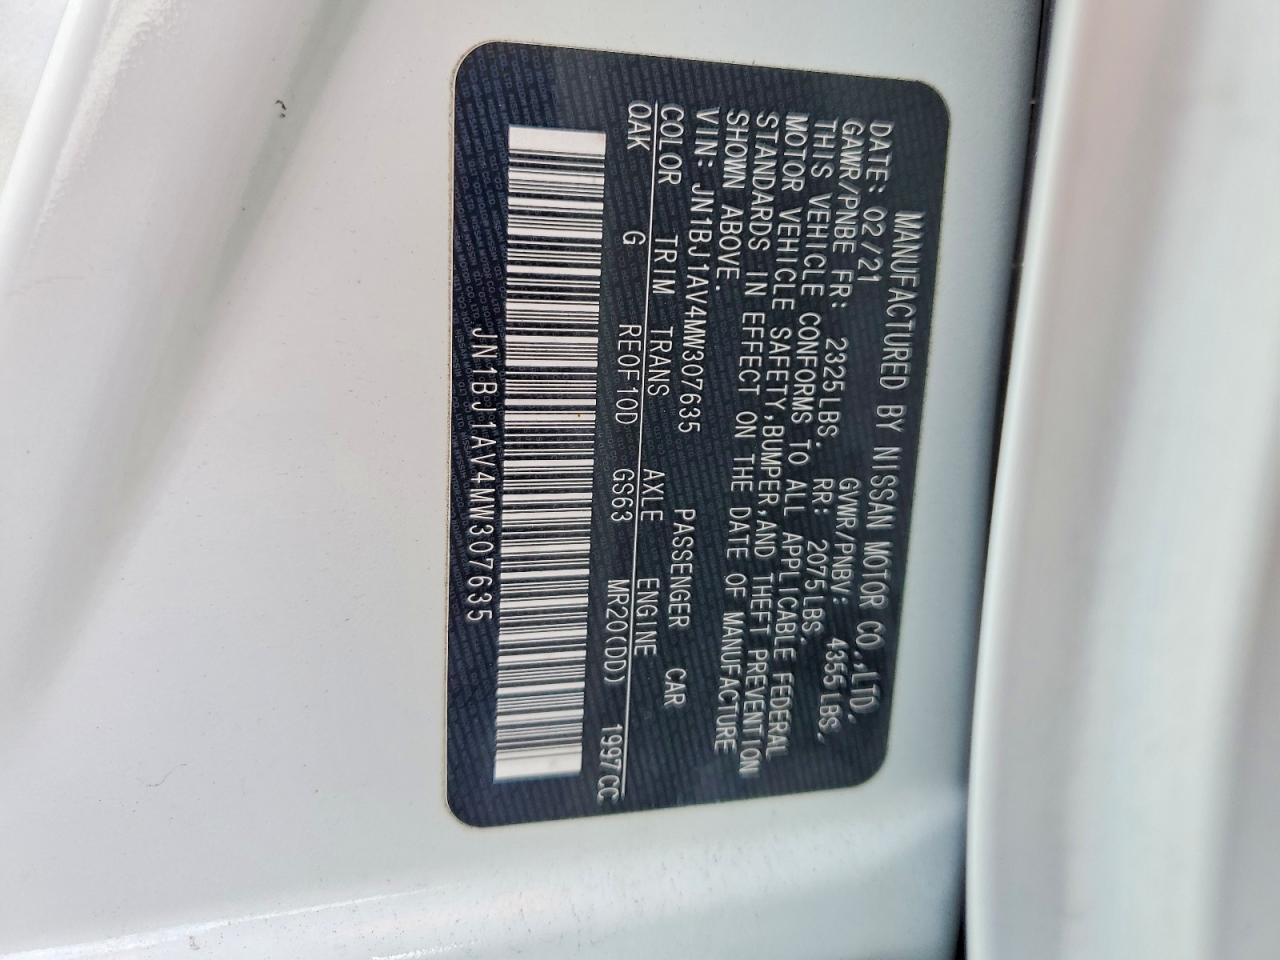 MANUFACTURED BY NISSAN MOTOR CO.,LTD.
DATE: 02/21 GVWR/PNBV: 4355LBS.
GAWR/PNBE FR: 2325LBS. RR: 2075LBS.
THIS VEHICLE CONFORMS TO ALL APPLICABLE FEDERAL
MOTOR VEHICLE SAFETY,BUMPER,AND THEFT PREVENTION
STANDARDS IN EFFECT ON THE DATE OF MANUFACTURE
SHOWN ABOVE.
VIN: JN1BJ1AV4MW307635 PASSENGER CAR
COLOR TRIM TRANS AXLE ENGINE
QAK G RE0F10D GS63 MR20(DD) 1997CC
JN1BJ1AV4MW307635